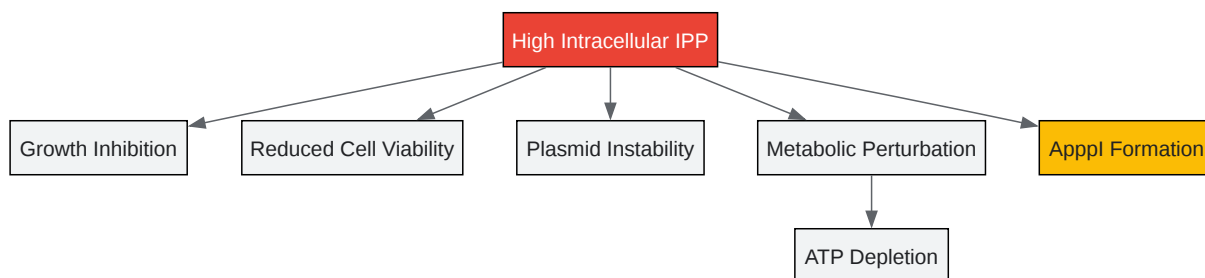 High Intracellular IPP
Growth Inhibition
Reduced Cell Viability
Plasmid Instability
Metabolic Perturbation
ApppI Formation
ATP Depletion